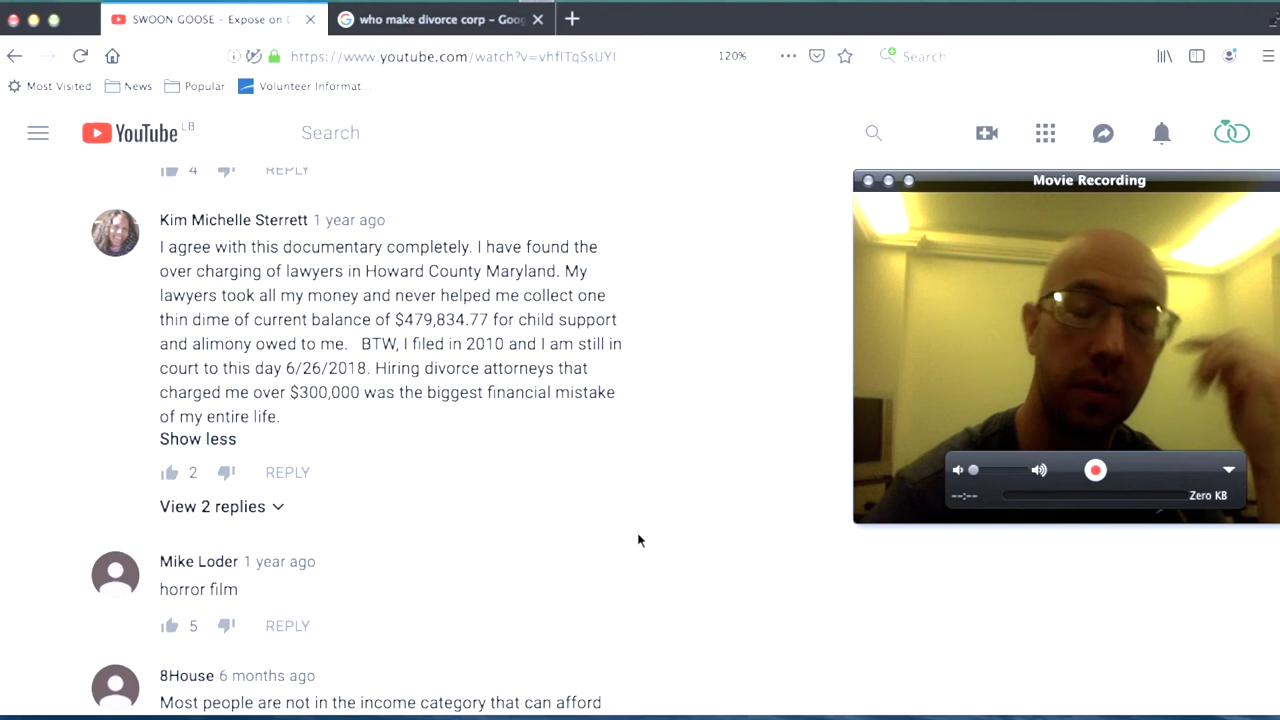 SWOON GOOSE - Expose on D
who make divorce corp – Goog
https://www.youtube.com/watch?v=vhfITqSsUYI
120%
Search
Most Visited
News
Popular
Volunteer Informat...
YouTube LB
Search
4
REPLY
Movie Recording
Kim Michelle Sterrett 1 year ago
I agree with this documentary completely. I have found the
over charging of lawyers in Howard County Maryland. My
lawyers took all my money and never helped me collect one
thin dime of current balance of $479,834.77 for child support
and alimony owed to me. BTW, I filed in 2010 and I am still in
court to this day 6/26/2018. Hiring divorce attorneys that
charged me over $300,000 was the biggest financial mistake
of my entire life.
Show less
2
REPLY
--:--
Zero KB
View 2 replies
Mike Loder 1 year ago
horror film
5
REPLY
8House 6 months ago
Most people are not in the income category that can afford